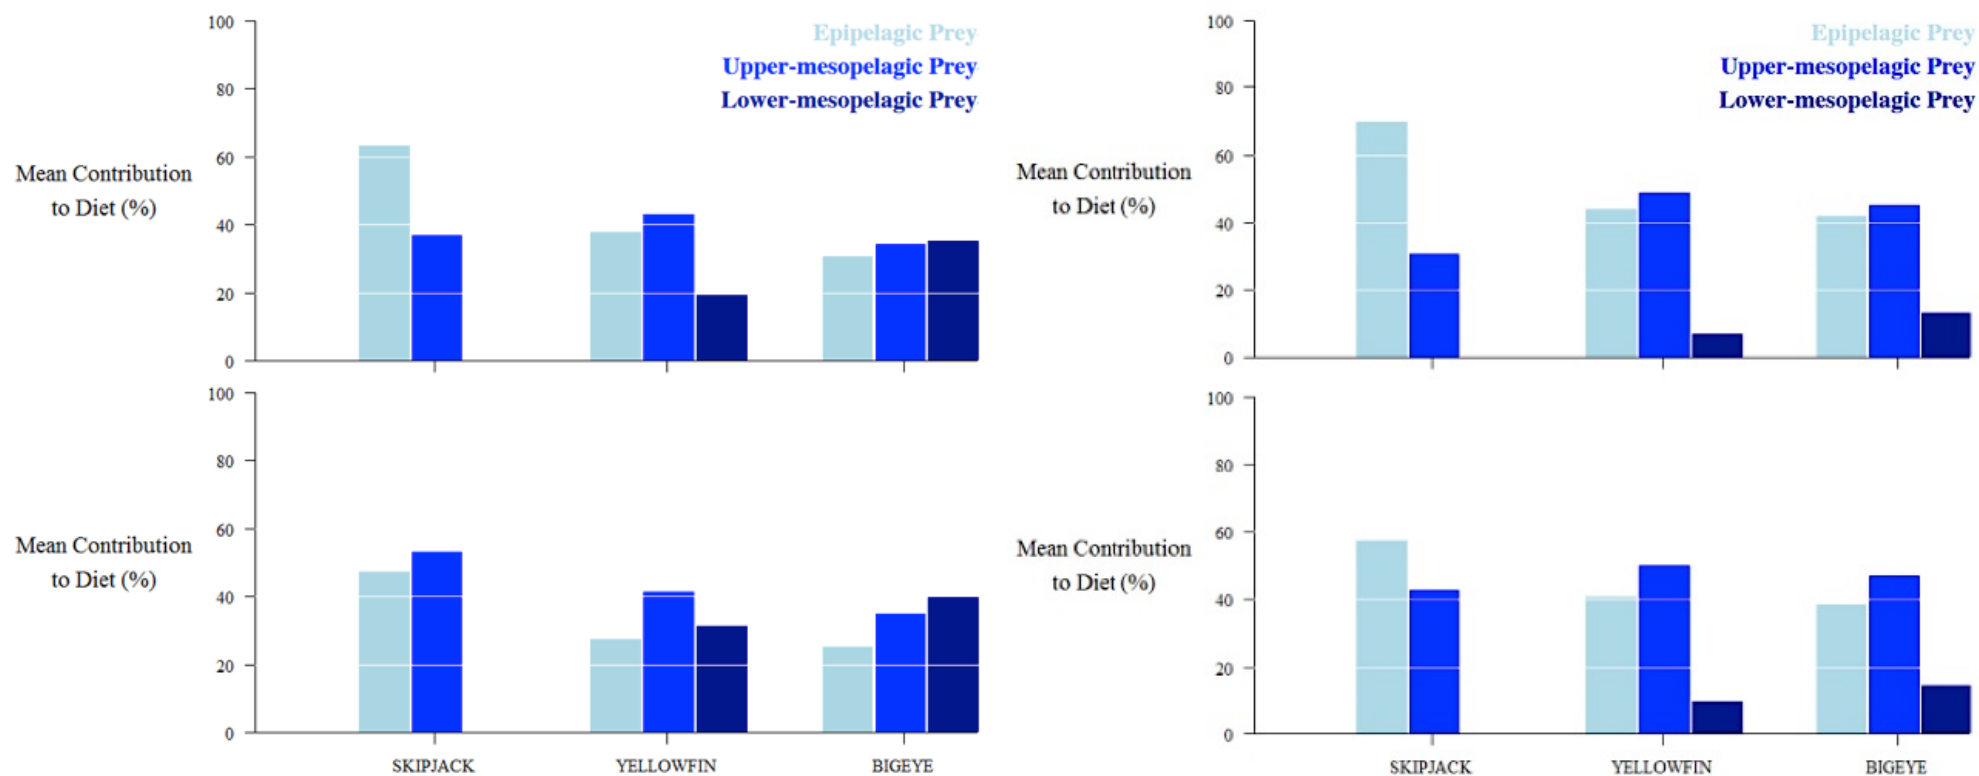 100
80
60
40
20
0
Mean Contribution
to Diet (%)
Epipelagic Prey
Upper-mesopelagic Prey
Lower-mesopelagic Prey
100
80
60
40
20
0
Mean Contribution
to Diet (%)
Epipelagic Prey
Upper-mesopelagic Prey
Lower-mesopelagic Prey
100
80
60
40
20
0
Mean Contribution
to Diet (%)
SKIPJACK
YELLOWFIN
BIGEYE
100
80
60
40
20
0
Mean Contribution
to Diet (%)
SKIPJACK
YELLOWFIN
BIGEYE